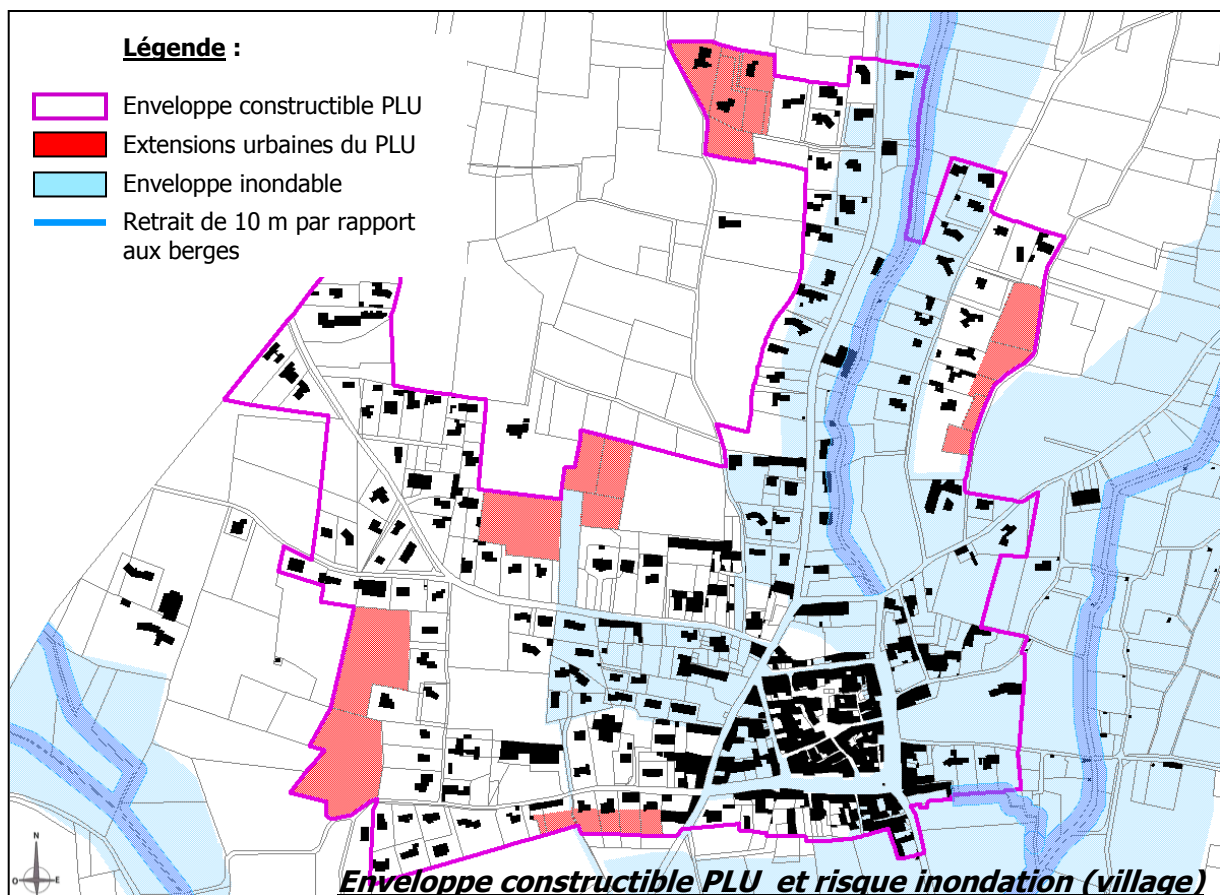 Légende :
Enveloppe constructible PLU
Extensions urbaines du PLU
Enveloppe inondable
Retrait de 10 m par rapport
aux berges
N
O E
Enveloppe constructible PLU et risque inondation (village)